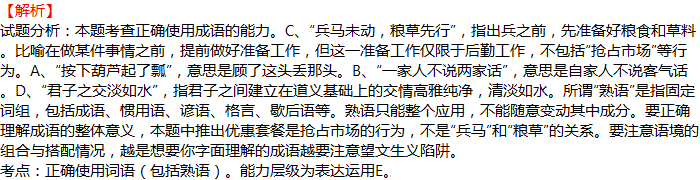 【解析】
试题分析：本题考查正确使用成语的能力。C、“兵马未动，粮草先行”，指出兵之前，先准备好粮食和草料
。比喻在做某件事情之前，提前做好准备工作，但这一准备工作仅限于后勤工作，不包括“抢占市场”等行
为。A、“按下葫芦起了瓢”，意思是顾了这头丢那头。B、“一家人不说两家话”，意思是自家人不说客气话
。D、“君子之交淡如水”，指君子之间建立在道义基础上的交情高雅纯净，清淡如水。所谓“熟语”是指固定
词组，包括成语、惯用语、谚语、格言、歇后语等。熟语只能整个应用，不能随意变动其中成分。要正确
理解成语的整体意义，本题中推出优惠套餐是抢占市场的行为，不是“兵马”和“粮草”的关系。要注意语境的
组合与搭配情况，越是想要你字面理解的成语越要注意望文生义陷阱。
考点：正确使用词语（包括熟语）。能力层级为表达运用E。